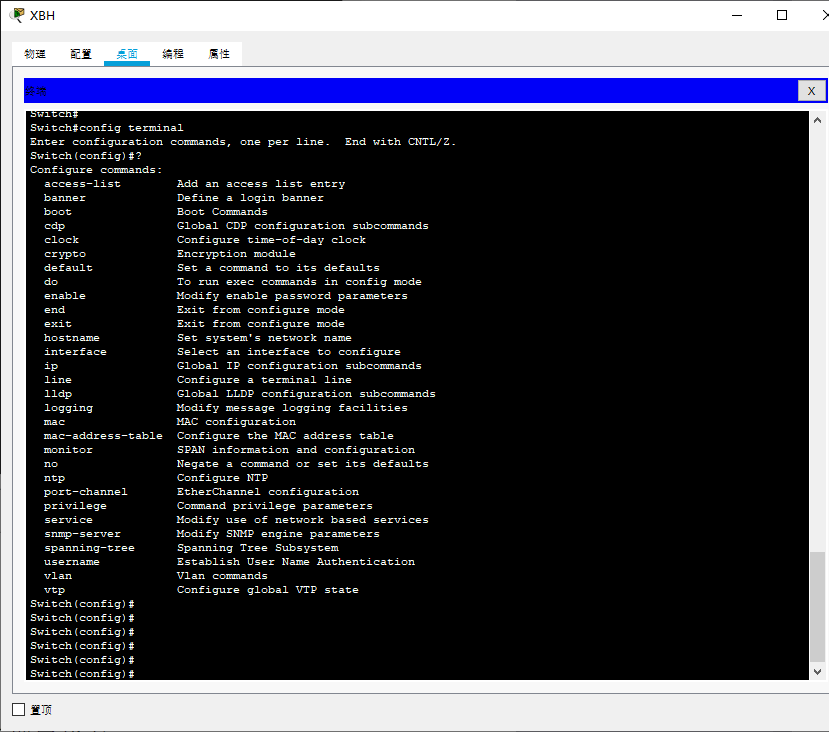 XBH
物理 配置 桌面 编程 属性
终端 X
Switch#
Switch#config terminal
Enter configuration commands, one per line.  End with CNTL/Z.
Switch(config)#?
Configure commands:
  access-list        Add an access list entry
  banner             Define a login banner
  boot               Boot Commands
  cdp                Global CDP configuration subcommands
  clock              Configure time-of-day clock
  crypto             Encryption module
  default            Set a command to its defaults
  do                 To run exec commands in config mode
  enable             Modify enable password parameters
  end                Exit from configure mode
  exit               Exit from configure mode
  hostname           Set system's network name
  interface          Select an interface to configure
  ip                 Global IP configuration subcommands
  line               Configure a terminal line
  lldp               Global LLDP configuration subcommands
  logging            Modify message logging facilities
  mac                MAC configuration
  mac-address-table  Configure the MAC address table
  monitor            SPAN information and configuration
  no                 Negate a command or set its defaults
  ntp                Configure NTP
  port-channel       EtherChannel configuration
  privilege          Command privilege parameters
  service            Modify use of network based services
  snmp-server        Modify SNMP engine parameters
  spanning-tree      Spanning Tree Subsystem
  username           Establish User Name Authentication
  vlan               Vlan commands
  vtp                Configure global VTP state
Switch(config)#
Switch(config)#
Switch(config)#
Switch(config)#
Switch(config)#
Switch(config)#
置顶